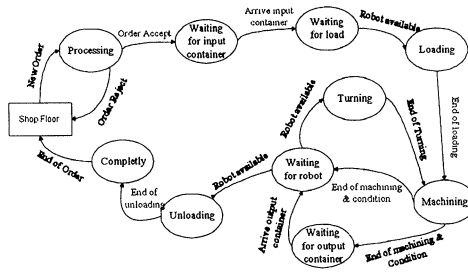 New Order
Processing
Order Accept
Waiting
for input
container
Arrive input
container
Waiting
for load
Robot available
Loading
Order Reject
Shop Floor
End of Order
Completly
End of
unloading
Unloading
Robot available
Waiting
for robot
Robot available
Turning
End of Turning
End of loading
Machining
End of machining
& condition
Arrive output
container
Waiting
for output
container
End of machining &
Condition